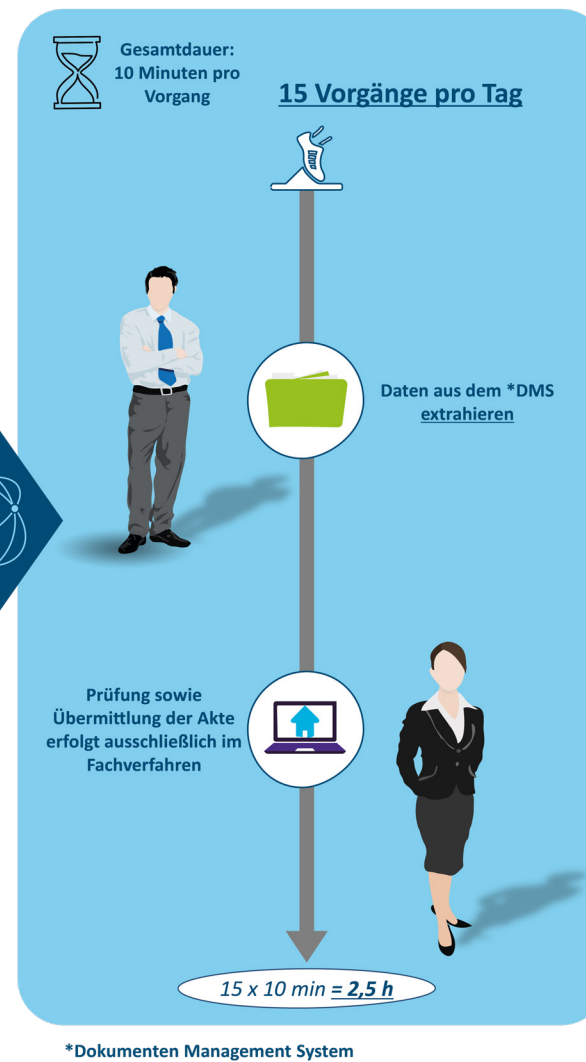 Gesamtdauer:
10 Minuten pro
Vorgang
15 Vorgänge pro Tag
Daten aus dem *DMS
extrahieren
Prüfung sowie
Übermittlung der Akte
erfolgt ausschließlich im
Fachverfahren
15 x 10 min = 2,5 h
*Dokumenten Management System